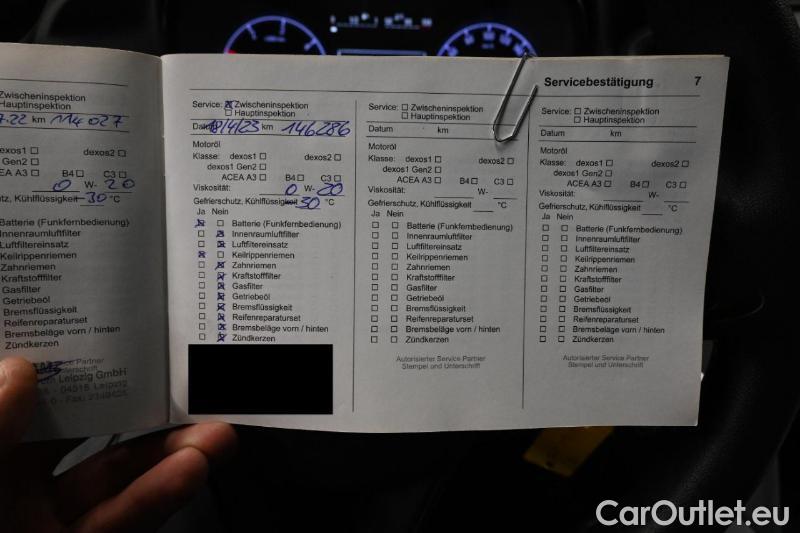 Zwischeninspektion
Hauptinspektion
7.22 km 114 027
dexos2
Gen2
B4 C3
0 W- 20
schutz, Kühlflüssigkeit -30 °C
Batterie (Funkfernbedienung)
Innenraumluftfilter
Luftfiltereinsatz
Keilrippenriemen
Zahnriemen
Kraftstofffilter
Gasfilter
Getriebeöl
Bremsflüssigkeit
Reifenreparaturset
Bremsbeläge vorn / hinten
Zündkerzen
Leipzig GmbH
04518 Leipzig
Servicebestätigung 7
Service: Zwischeninspektion
Hauptinspektion
Datum 18/4/23 km 146286
Motoröl
Klasse: dexos1 dexos2
dexos1 Gen2
ACEA A3 B4 C3
Viskosität: 0 W- 20
Gefrierschutz, Kühlflüssigkeit -30 °C
Ja Nein
Batterie (Funkfernbedienung)
Innenraumluftfilter
Luftfiltereinsatz
Keilrippenriemen
Zahnriemen
Kraftstofffilter
Gasfilter
Getriebeöl
Bremsflüssigkeit
Reifenreparaturset
Bremsbeläge vorn / hinten
Zündkerzen
Service: Zwischeninspektion
Hauptinspektion
Datum km
Motoröl
Klasse: dexos1 dexos2
dexos1 Gen2
ACEA A3 B4 C3
Viskosität: W-
Gefrierschutz, Kühlflüssigkeit °C
Ja Nein
Batterie (Funkfernbedienung)
Innenraumluftfilter
Luftfiltereinsatz
Keilrippenriemen
Zahnriemen
Kraftstofffilter
Gasfilter
Getriebeöl
Bremsflüssigkeit
Reifenreparaturset
Bremsbeläge vorn / hinten
Zündkerzen
Autorisierter Service Partner
Stempel und Unterschrift
Service: Zwischeninspektion
Hauptinspektion
Datum km
Motoröl
Klasse: dexos1 dexos2
dexos1 Gen2
ACEA A3 B4 C3
Viskosität: W-
Gefrierschutz, Kühlflüssigkeit °C
Ja Nein
Batterie (Funkfernbedienung)
Innenraumluftfilter
Luftfiltereinsatz
Keilrippenriemen
Zahnriemen
Kraftstofffilter
Gasfilter
Getriebeöl
Bremsflüssigkeit
Reifenreparaturset
Bremsbeläge vorn / hinten
Zündkerzen
Autorisierter Service Partner
Stempel und Unterschrift
CarOutlet.eu